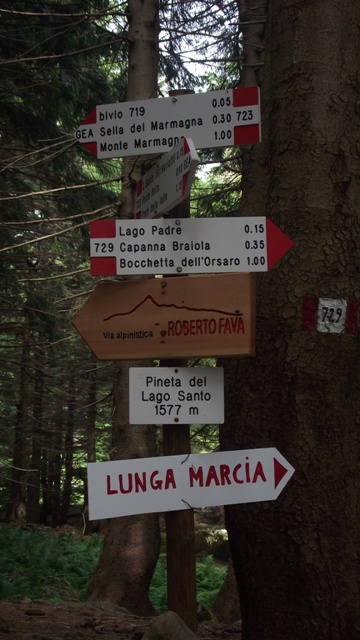 bivio 719 0.05
GEA Sella del Marmagna 0.30 723
Monte Marmagna 1.00
Lago Padre 0.15
729 Capanna Braiola 0.35
Bocchetta dell'Orsaro 1.00
Via alpinistica ROBERTO FAVA
729
Pineta del
Lago Santo
1577 m
LUNGA MARCIA